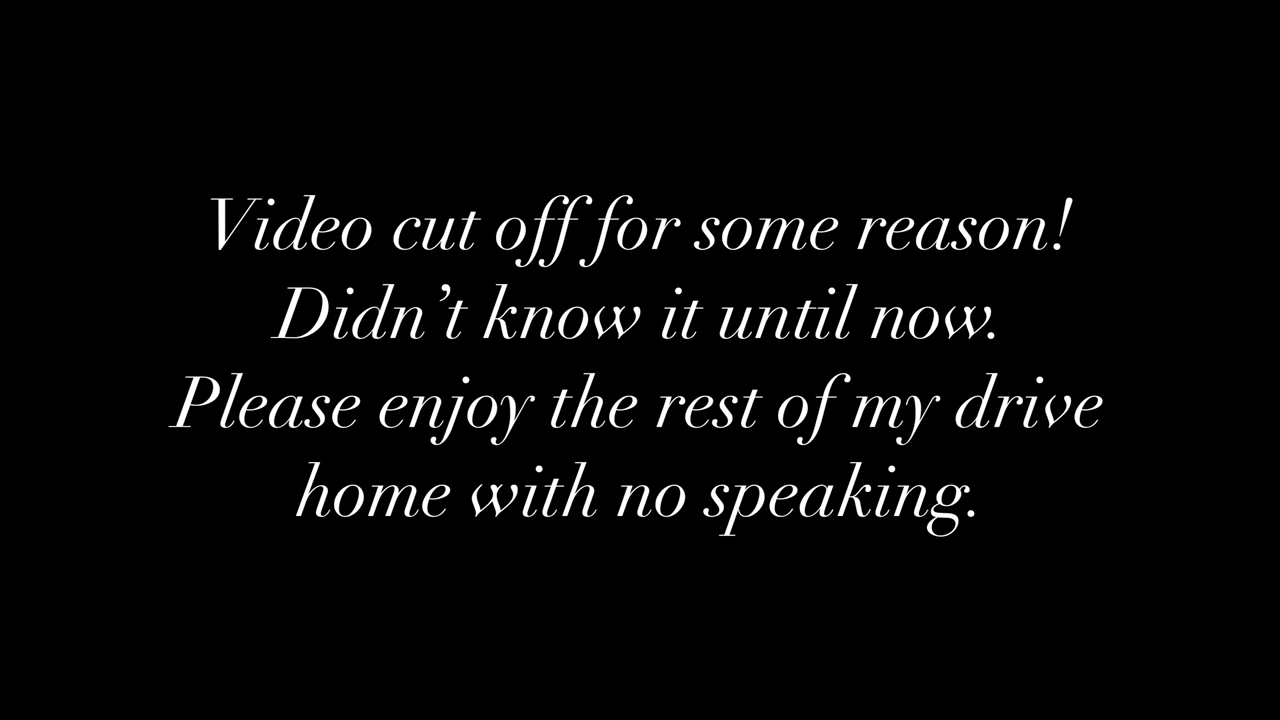 Video cut off for some reason!
Didn’t know it until now.
Please enjoy the rest of my drive
home with no speaking.